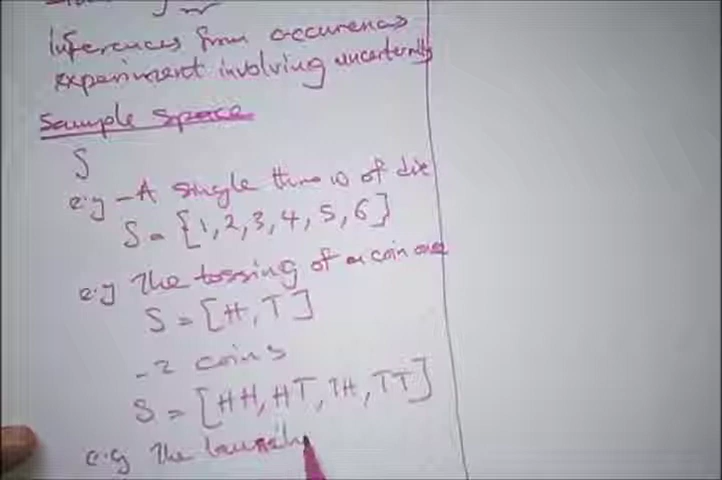 Inferences from occurences
experiment involving uncertainty
Sample space
S
e.g - A single throw of die
S = [1, 2, 3, 4, 5, 6]
e.g The tossing of a coin once
S = [H, T]
- 2 coins
S = [HH, HT, TH, TT]
e.g The launch